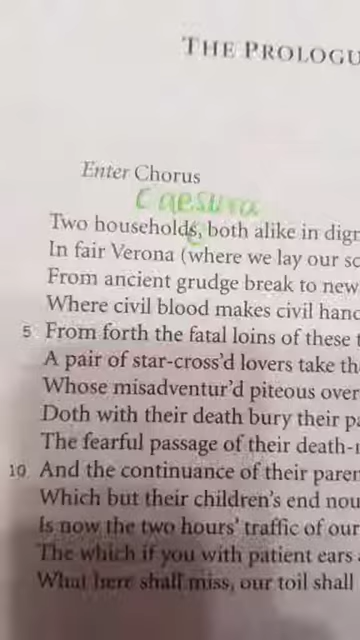 THE PROLOGU
Enter Chorus
Caesura
Two households, both alike in dign
In fair Verona (where we lay our sc
From ancient grudge break to new
Where civil blood makes civil hand
5 From forth the fatal loins of these t
A pair of star-cross'd lovers take th
Whose misadventur'd piteous over
Doth with their death bury their pa
The fearful passage of their death-
10 And the continuance of their paren
Which but their children's end nou
Is now the two hours' traffic of our
The which if you with patient ears
What here shall miss, our toil shall